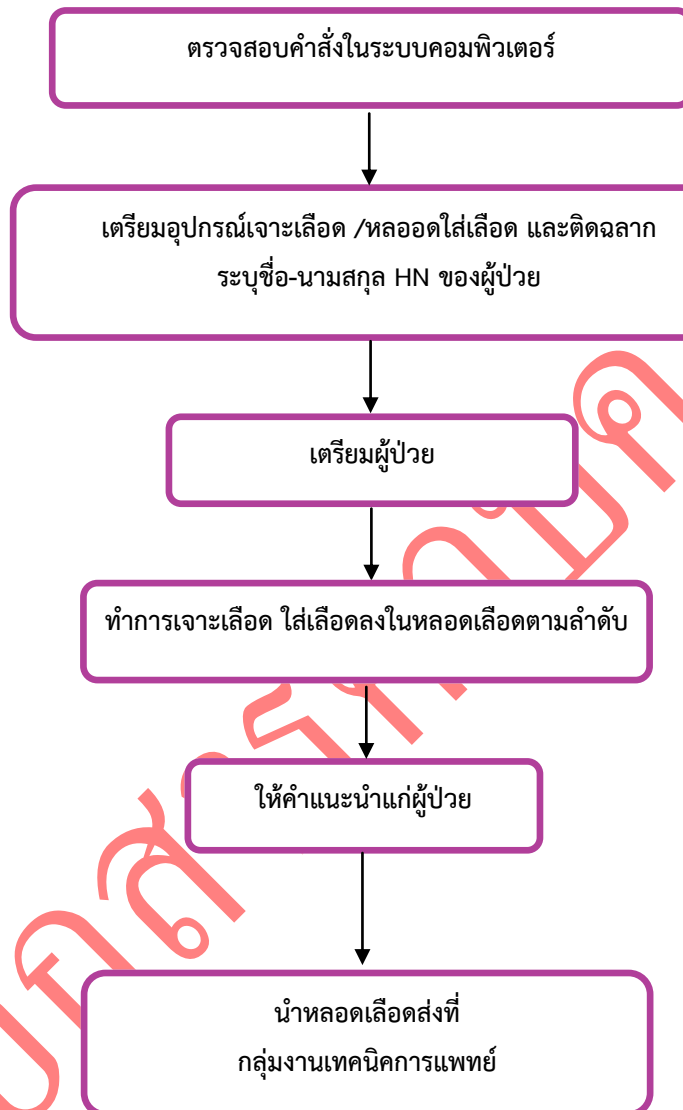 ตรวจสอบคำสั่งในระบบคอมพิวเตอร์
เตรียมอุปกรณ์เจาะเลือด /หลออดใส่เลือด และติดฉลาก
ระบุชื่อ-นามสกุล HN ของผู้ป่วย
เตรียมผู้ป่วย
ทำการเจาะเลือด ใส่เลือดลงในหลอดเลือดตามลำดับ
ให้คำแนะนำแก่ผู้ป่วย
นำหลอดเลือดส่งที่
กลุ่มงานเทคนิคการแพทย์